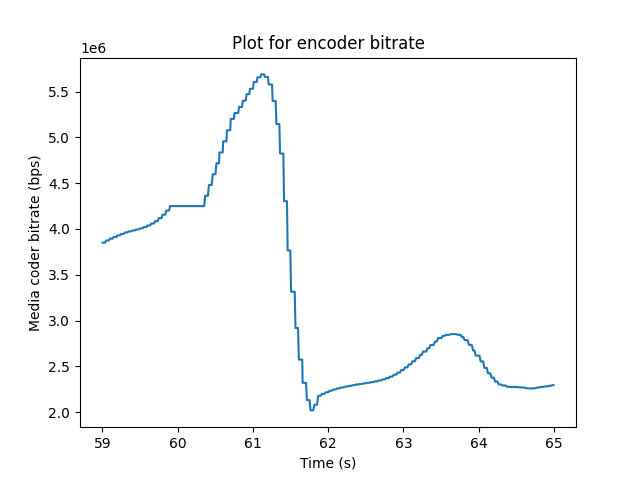 Plot for encoder bitrate
1e6
5.5
5.0
4.5
4.0
3.5
3.0
2.5
2.0
Media coder bitrate (bps)
59 60 61 62 63 64 65
Time (s)